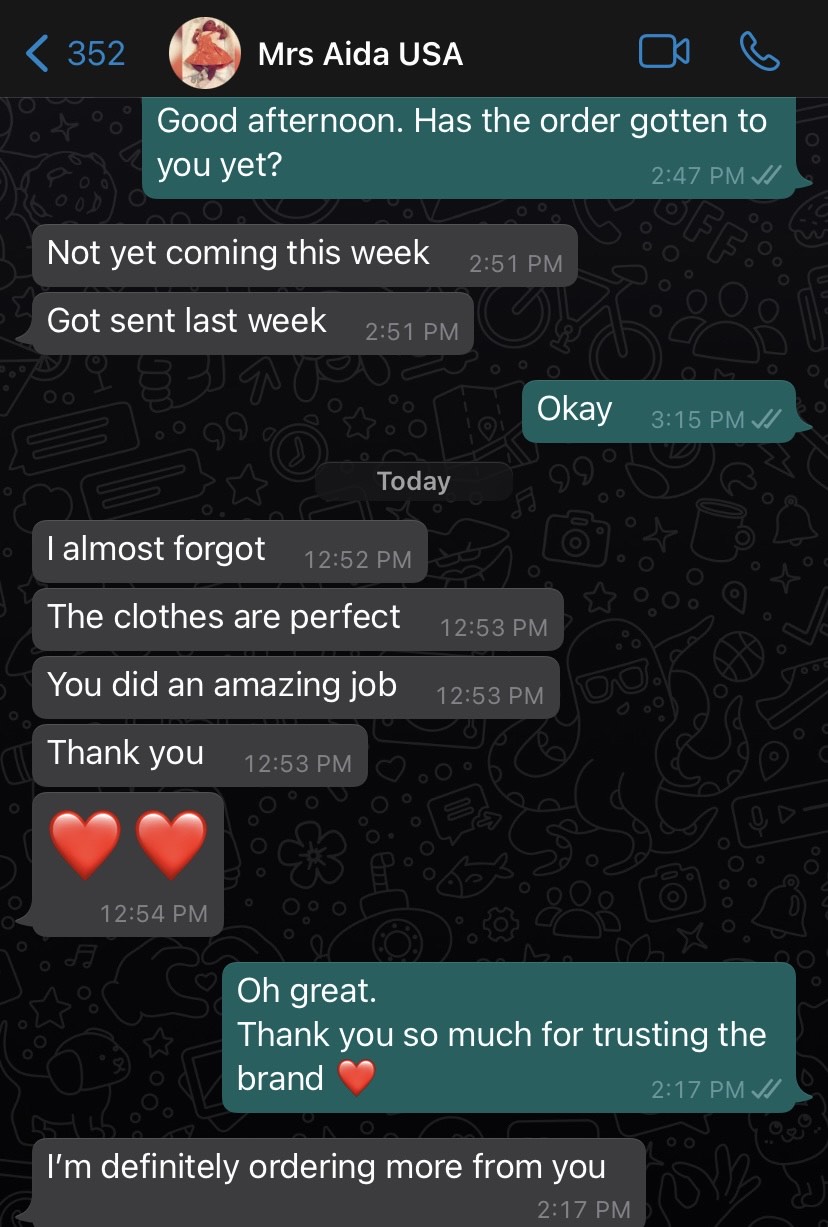 352
Mrs Aida USA
Good afternoon. Has the order gotten to
you yet?
2:47 PM
Not yet coming this week
2:51 PM
Got sent last week
2:51 PM
Okay
3:15 PM
Today
I almost forgot
12:52 PM
The clothes are perfect
12:53 PM
You did an amazing job
12:53 PM
Thank you
12:53 PM
❤️❤️
12:54 PM
Oh great.
Thank you so much for trusting the
brand ❤️
2:17 PM
I'm definitely ordering more from you
2:17 PM